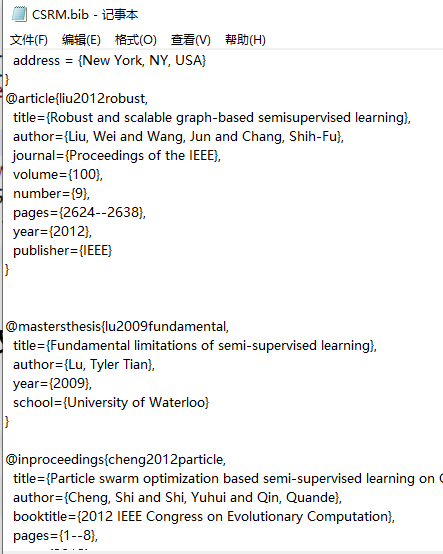 CSRM.bib - 记事本
文件(F) 编辑(E) 格式(O) 查看(V) 帮助(H)
address = {New York, NY, USA}
}
@article{liu2012robust,
title={Robust and scalable graph-based semisupervised learning},
author={Liu, Wei and Wang, Jun and Chang, Shih-Fu},
journal={Proceedings of the IEEE},
volume={100},
number={9},
pages={2624--2638},
year={2012},
publisher={IEEE}
}
@mastersthesis{lu2009fundamental,
title={Fundamental limitations of semi-supervised learning},
author={Lu, Tyler Tian},
year={2009},
school={University of Waterloo}
}
@inproceedings{cheng2012particle,
title={Particle swarm optimization based semi-supervised learning on
author={Cheng, Shi and Shi, Yuhui and Qin, Quande},
booktitle={2012 IEEE Congress on Evolutionary Computation},
pages={1--8},